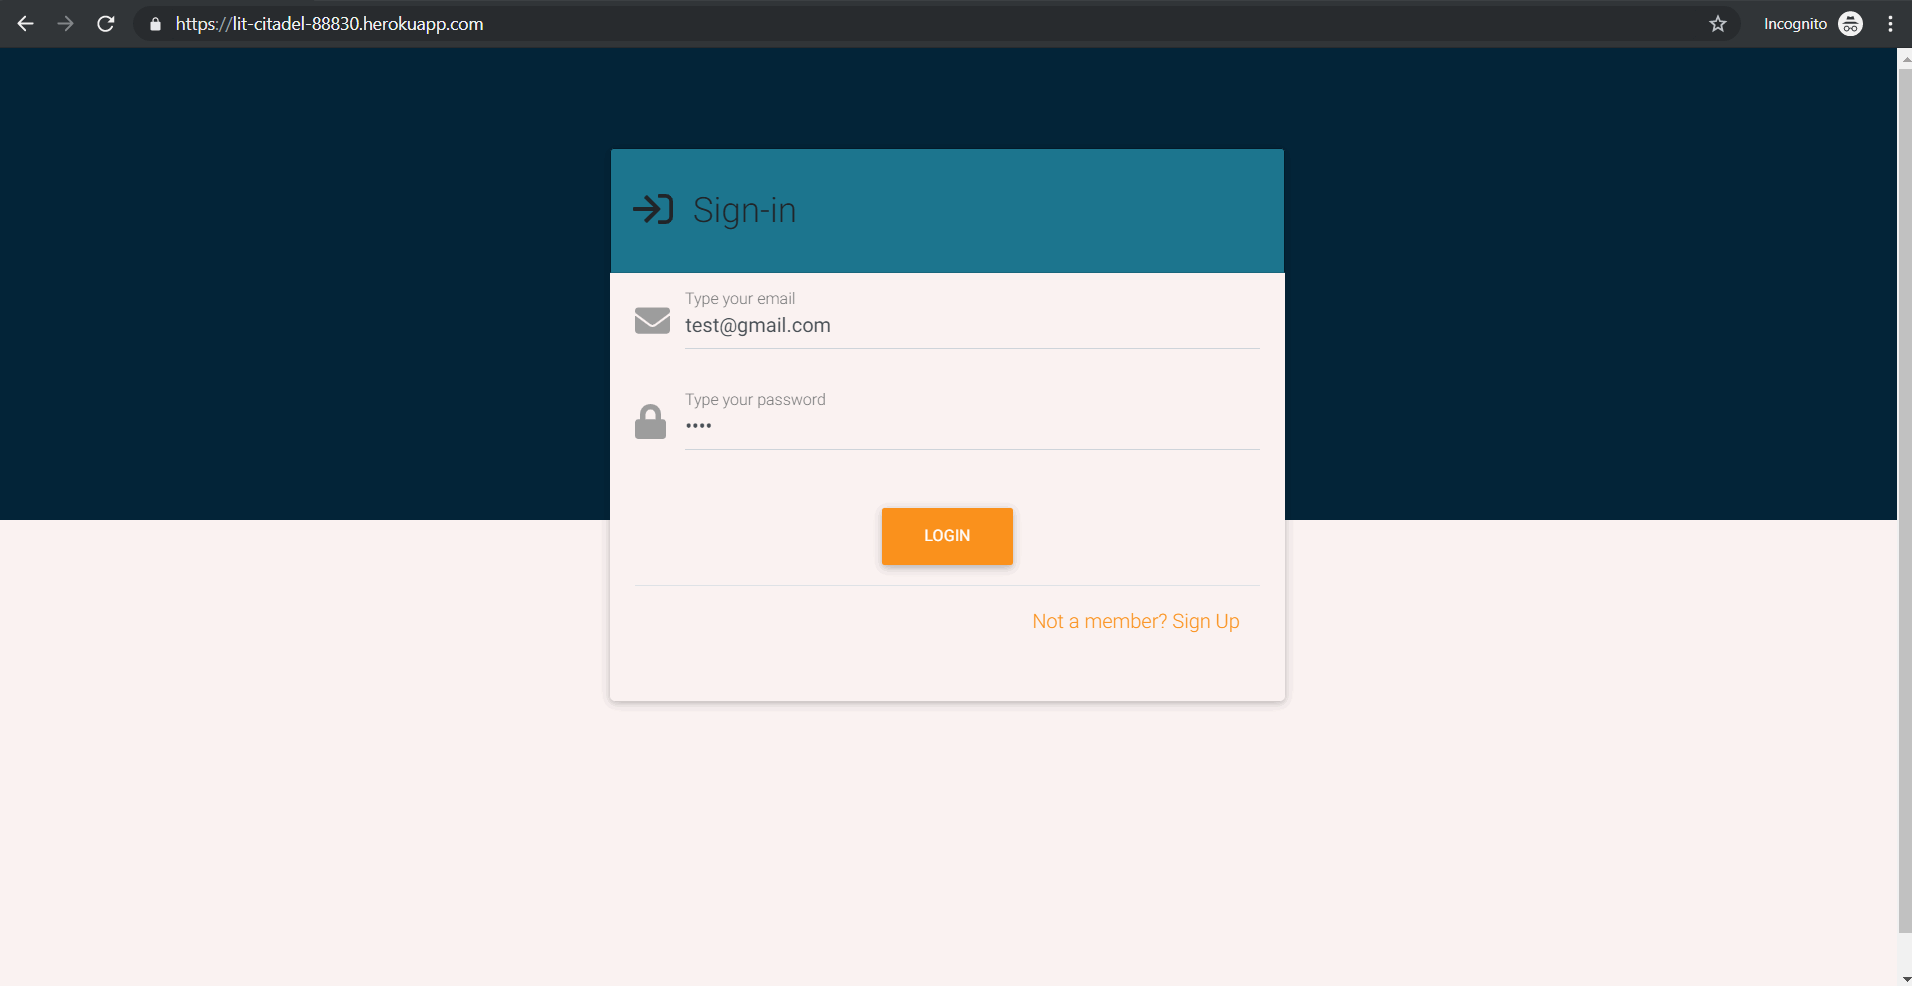 https://lit-citadel-88830.herokuapp.com
Incognito
Sign-in
Type your email
test@gmail.com
Type your password
••••
LOGIN
Not a member? Sign Up